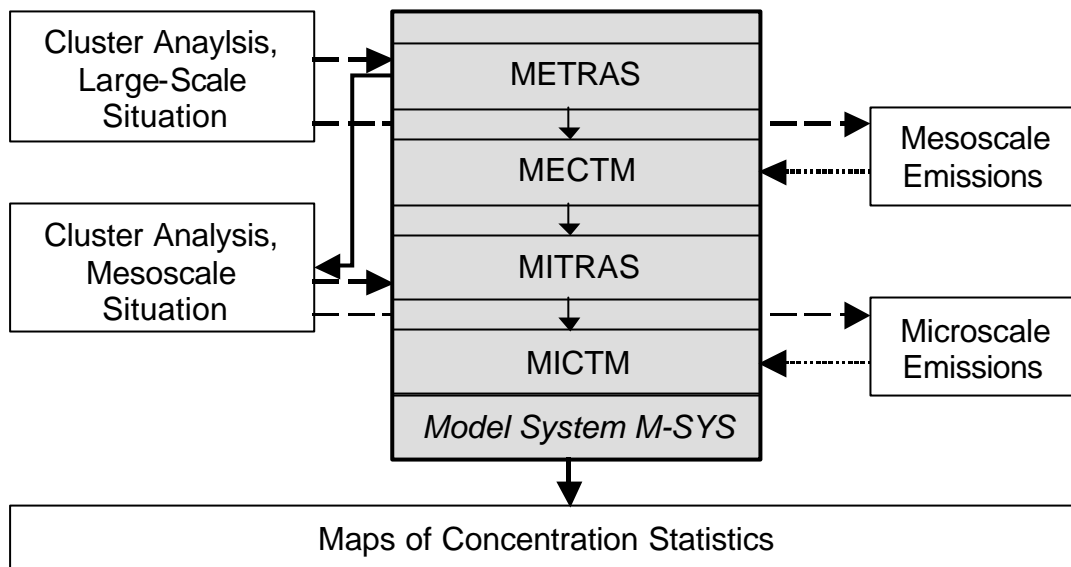 Cluster Anaylsis,
Large-Scale
Situation
METRAS
Mesoscale
Emissions
MECTM
Cluster Analysis,
Mesoscale
Situation
MITRAS
Microscale
Emissions
MICTM
Model System M-SYS
Maps of Concentration Statistics